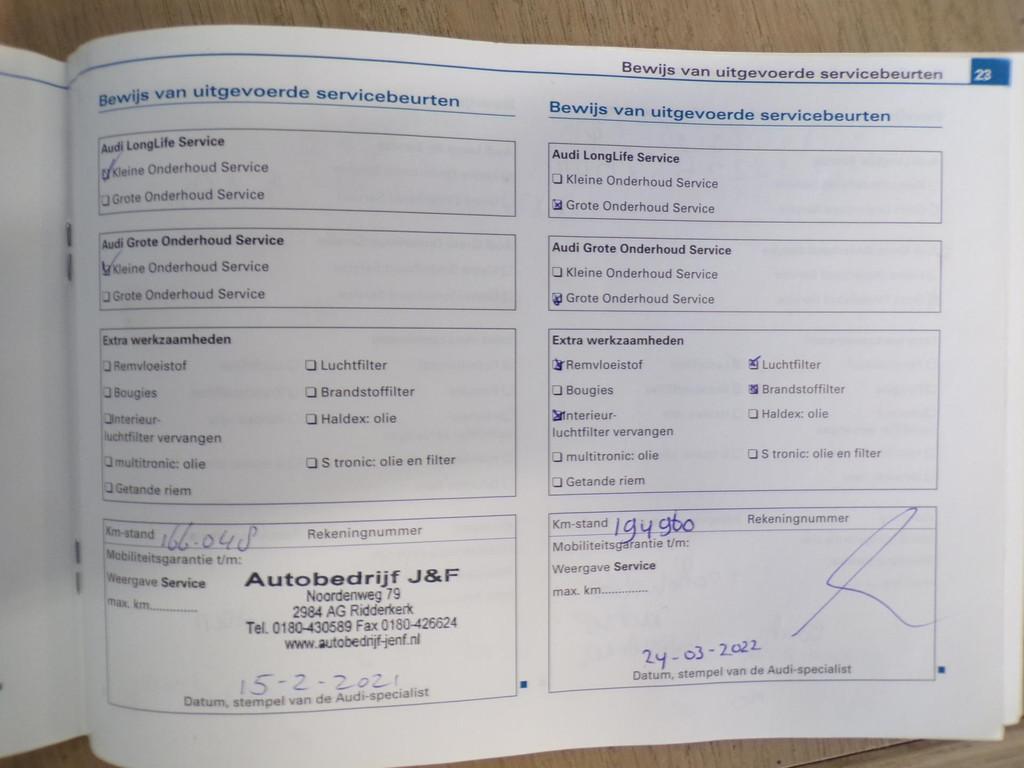 Bewijs van uitgevoerde servicebeurten
23
Bewijs van uitgevoerde servicebeurten
Audi LongLife Service
Kleine Onderhoud Service
Grote Onderhoud Service
Audi Grote Onderhoud Service
Kleine Onderhoud Service
Grote Onderhoud Service
Extra werkzaamheden
Remvloeistof
Luchtfilter
Bougies
Brandstoffilter
Interieur-
luchtfilter vervangen
Haldex: olie
multitronic: olie
S tronic: olie en filter
Getande riem
Km-stand 166-048
Rekeningnummer
Mobiliteitsgarantie t/m:
Weergave Service
max. km..............
Autobedrijf J&F
Noordenweg 79
2984 AG Ridderkerk
Tel. 0180-430589 Fax 0180-426624
www.autobedrijf-jenf.nl
15-2-2021
Datum, stempel van de Audi-specialist
Bewijs van uitgevoerde servicebeurten
Audi LongLife Service
Kleine Onderhoud Service
Grote Onderhoud Service
Audi Grote Onderhoud Service
Kleine Onderhoud Service
Grote Onderhoud Service
Extra werkzaamheden
Remvloeistof
Luchtfilter
Bougies
Brandstoffilter
Interieur-
luchtfilter vervangen
Haldex: olie
multitronic: olie
S tronic: olie en filter
Getande riem
Km-stand 194960
Rekeningnummer
Mobiliteitsgarantie t/m:
Weergave Service
max. km..............
24-03-2022
Datum, stempel van de Audi-specialist